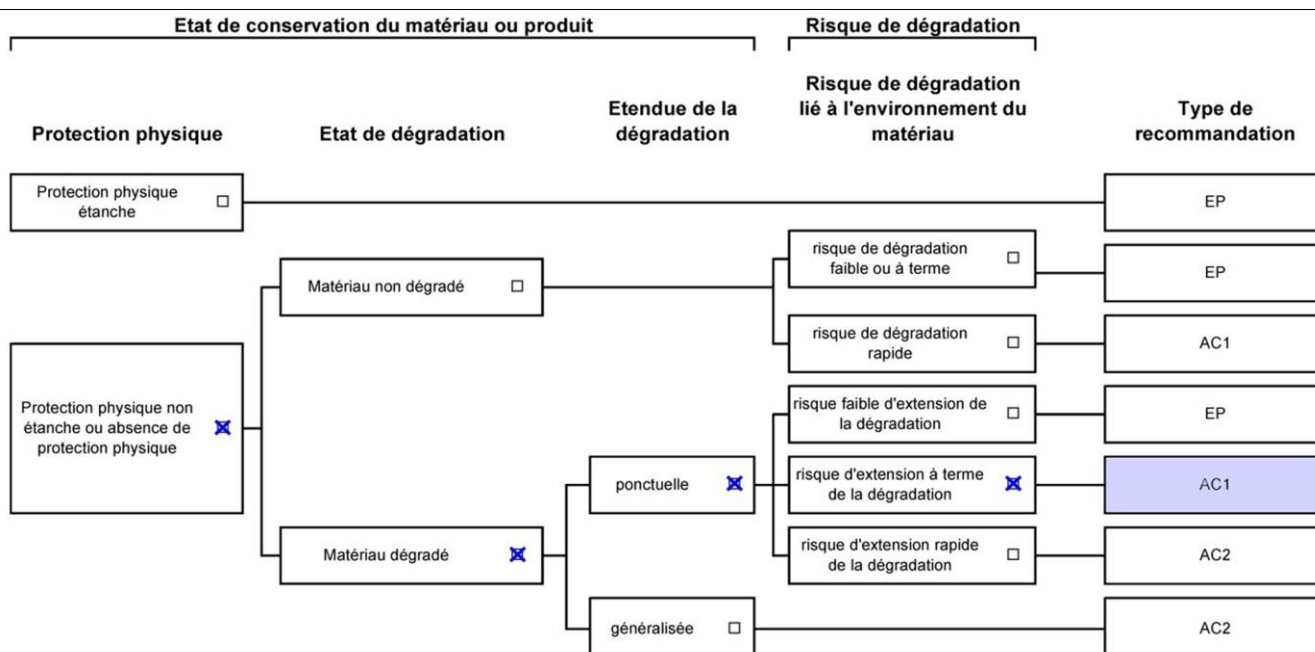 Etat de conservation du matériau ou produit
Risque de dégradation
Protection physique
Etat de dégradation
Etendue de la
dégradation
Risque de dégradation
lié à l'environnement du
matériau
Type de
recommandation
Protection physique
étanche
EP
Matériau non dégradé
risque de dégradation
faible ou à terme
EP
risque de dégradation
rapide
AC1
Protection physique non
étanche ou absence de
protection physique
risque faible d'extension de
la dégradation
EP
ponctuelle
risque d'extension à terme
de la dégradation
AC1
Matériau dégradé
risque d'extension rapide
de la dégradation
AC2
généralisée
AC2